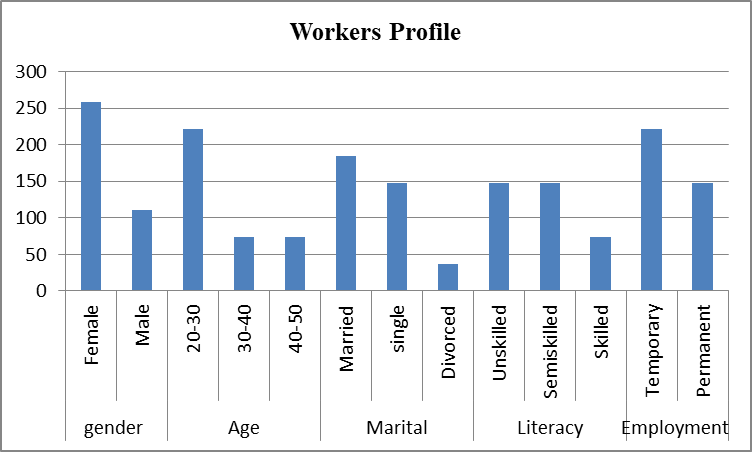 Workers Profile
300
250
200
150
100
50
0
Female
Male
20-30
30-40
40-50
Married
single
Divorced
Unskilled
Semiskilled
Skilled
Temporary
Permanent
gender
Age
Marital
Literacy
Employment